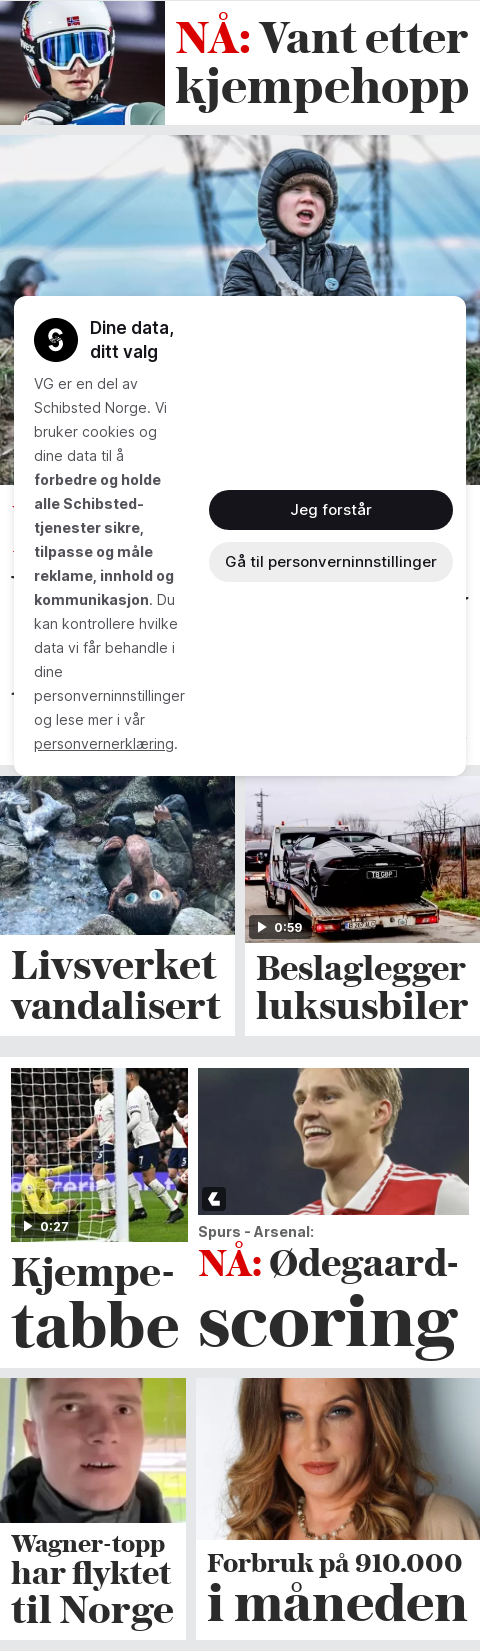 NÅ: Vant etter
kjempehopp
Dine data,
ditt valg
VG er en del av
Schibsted Norge. Vi
bruker cookies og
dine data til å
forbedre og holde
alle Schibsted-
tjenester sikre,
tilpasse og måle
reklame, innhold og
kommunikasjon. Du
kan kontrollere hvilke
data vi får behandle i
dine
personverninnstillinger
og lese mer i vår
personvernerklæring.
Jeg forstår
Gå til personverninnstillinger
T8 GBP
0:59
Livsverket
vandalisert
Beslaglegger
luksusbiler
0:27
Kjempe-
tabbe
Spurs - Arsenal:
NÅ: Ødegaard-
scoring
Wagner-topp
har flyktet
til Norge
Forbruk på 910.000
i måneden